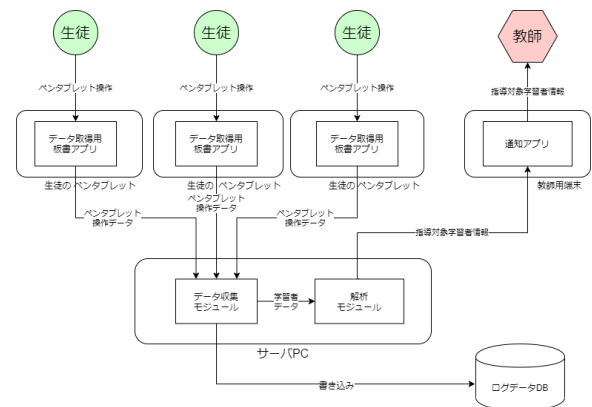 生徒
生徒
生徒
教師
ペンタブレット操作
ペンタブレット操作
ペンタブレット操作
指導対象学習者情報
データ取得用
板書アプリ
データ取得用
板書アプリ
データ取得用
板書アプリ
通知アプリ
生徒の ペンタブレット
生徒の ペンタブレット
生徒の ペンタブレット
教師用端末
ペンタブレット
操作データ
ペンタブレット
操作データ
ペンタブレット
操作データ
指導対象学習者情報
データ収集
モジュール
学習者
データ
解析
モジュール
サーバPC
書き込み
ログデータDB